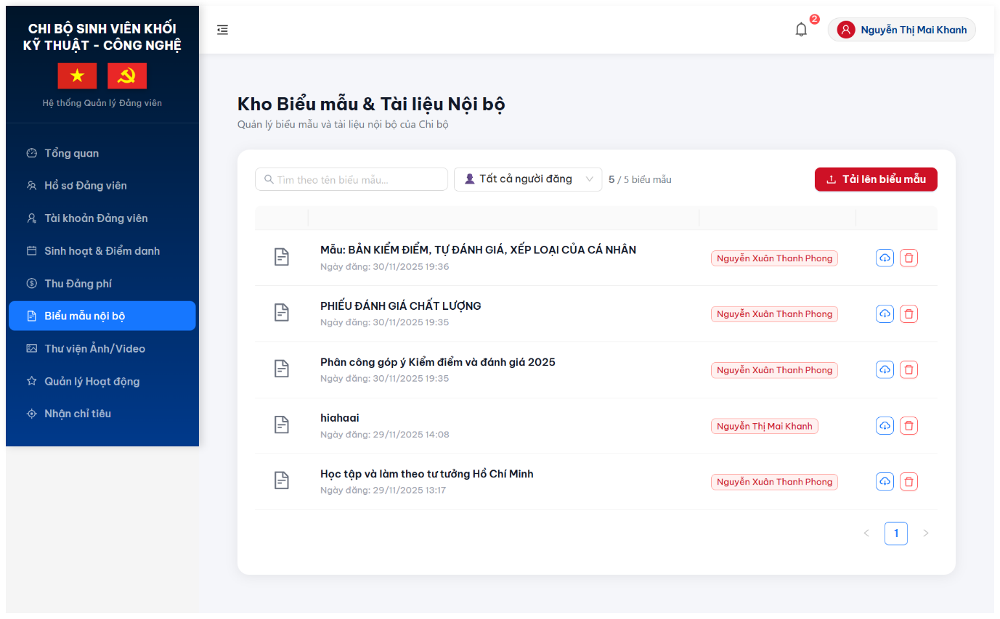 CHI BỘ SINH VIÊN KHỐI
KỸ THUẬT - CÔNG NGHỆ
Hệ thống Quản lý Đảng viên
Tổng quan
Hồ sơ Đảng viên
Tài khoản Đảng viên
Sinh hoạt & Điểm danh
Thu Đảng phí
Biểu mẫu nội bộ
Thư viện Ảnh/Video
Quản lý Hoạt động
Nhận chỉ tiêu
2
Nguyễn Thị Mai Khanh
Kho Biểu mẫu & Tài liệu Nội bộ
Quản lý biểu mẫu và tài liệu nội bộ của Chi bộ
Tìm theo tên biểu mẫu...
Tất cả người đăng
5 / 5 biểu mẫu
Tải lên biểu mẫu
Mẫu: BẢN KIỂM ĐIỂM, TỰ ĐÁNH GIÁ, XẾP LOẠI CỦA CÁ NHÂN
Ngày đăng: 30/11/2025 19:36
Nguyễn Xuân Thanh Phong
PHIẾU ĐÁNH GIÁ CHẤT LƯỢNG
Ngày đăng: 30/11/2025 19:35
Nguyễn Xuân Thanh Phong
Phân công góp ý Kiểm điểm và đánh giá 2025
Ngày đăng: 30/11/2025 19:35
Nguyễn Xuân Thanh Phong
hiahaai
Ngày đăng: 29/11/2025 14:08
Nguyễn Thị Mai Khanh
Học tập và làm theo tư tưởng Hồ Chí Minh
Ngày đăng: 29/11/2025 13:17
Nguyễn Xuân Thanh Phong
1